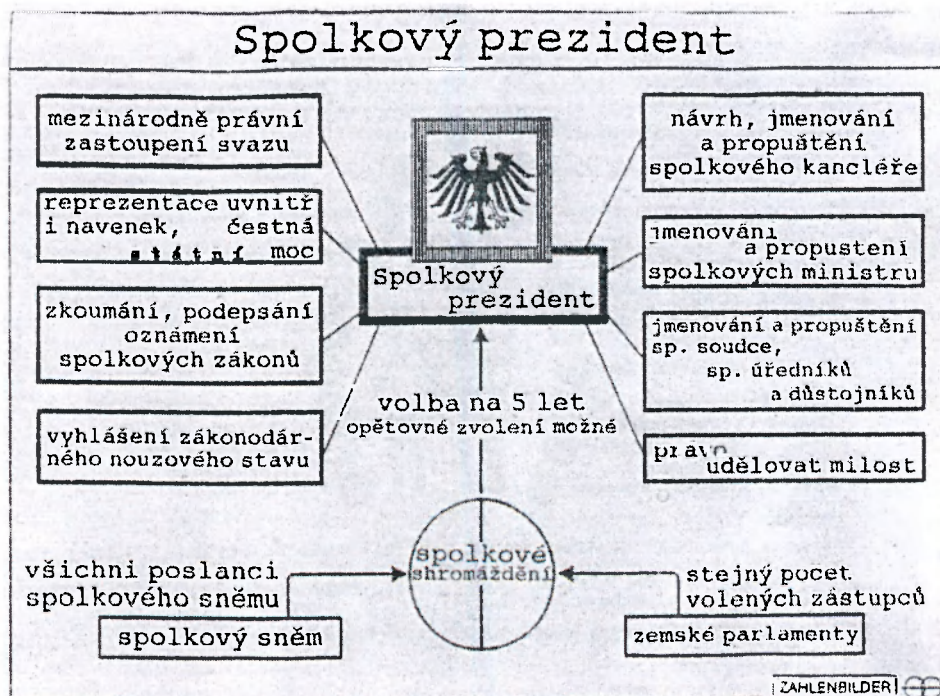 Spolkový prezident
mezinárodně právní
zastoupení svazu
reprezentace uvnitř
i navenek, čestná
státní moc
zkoumání, podepsání
oznámení
spolkových zákonů
vyhlášení zákonodár-
ného nouzového stavu
Spolkový
prezident
volba na 5 let
opětovné zvolení možné
návrh, jmenování
a propuštění
spolkového kancléře
jmenování
a propustení
spolkových ministru
jmenování a propuštění
sp. soudce,
sp. úředníků
a důstojníků
právo
udělovat milost
spolkové
shromáždění
všichni poslanci
spolkového sněmu
spolkový sněm
stejný pocet
volených zástupců
zemské parlamenty
ZAHLENBILDER